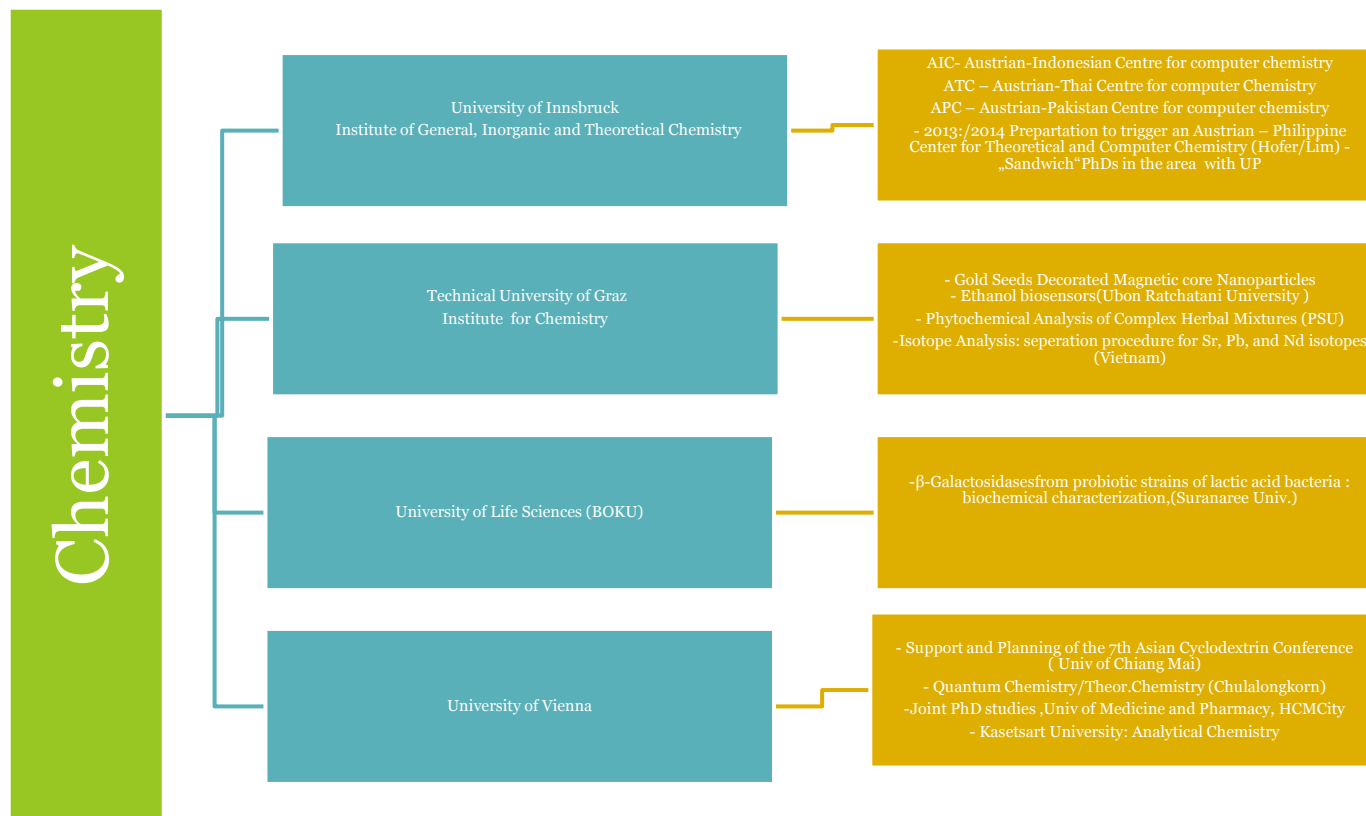 Chemistry
University of Innsbruck
Institute of General, Inorganic and Theoretical Chemistry
AIC- Austrian-Indonesian Centre for computer chemistry
ATC – Austrian-Thai Centre for computer Chemistry
APC – Austrian-Pakistan Centre for computer chemistry
- 2013:/2014 Prepartation to trigger an Austrian – Philippine
Center for Theoretical and Computer Chemistry (Hofer/Lim) -
„Sandwich“PhDs in the area with UP
Technical University of Graz
Institute for Chemistry
- Gold Seeds Decorated Magnetic core Nanoparticles
- Ethanol biosensors(Ubon Ratchatani University )
- Phytochemical Analysis of Complex Herbal Mixtures (PSU)
-Isotope Analysis: seperation procedure for Sr, Pb, and Nd isotopes
(Vietnam)
University of Life Sciences (BOKU)
-β-Galactosidasesfrom probiotic strains of lactic acid bacteria :
biochemical characterization,(Suranaree Univ.)
University of Vienna
- Support and Planning of the 7th Asian Cyclodextrin Conference
( Univ of Chiang Mai)
- Quantum Chemistry/Theor.Chemistry (Chulalongkorn)
-Joint PhD studies ,Univ of Medicine and Pharmacy, HCMCity
- Kasetsart University: Analytical Chemistry